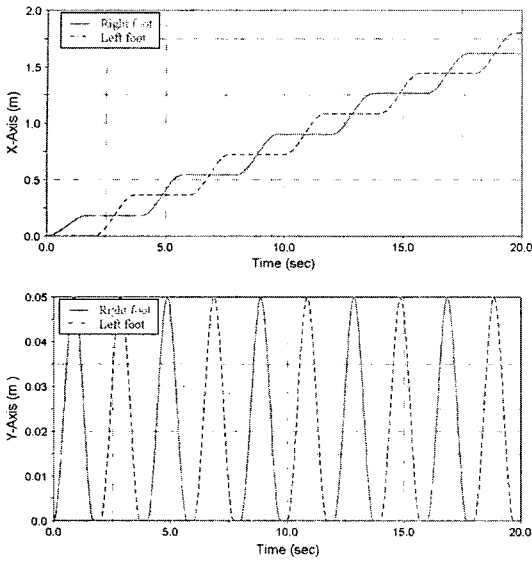 2.0
Right foot
Left foot
1.5
1.0
0.5
0.0
X-Axis (m)
0.0 5.0 10.0 15.0 20.0
Time (sec)
0.05
Right foot
Left foot
0.04
0.03
0.02
0.01
0.0
Y-Axis (m )
0.0 5.0 10.0 15.0 20.0
Time (sec)